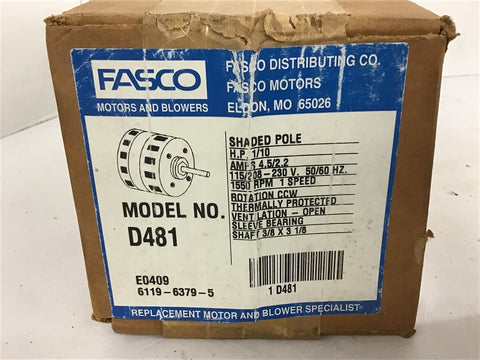 FASCO
MOTORS AND BLOWERS
FASCO DISTRIBUTING CO.
FASCO MOTORS
ELDON, MO 65026
SHADED POLE
H.P. 1/10
AMPS 4.5/2.2
115/208-230 V. 50/60 HZ.
1550 RPM 1 SPEED
ROTATION CCW
THERMALLY PROTECTED
VENTILATION - OPEN
SLEEVE BEARING
SHAFT 3/8 X 3 1/8
MODEL NO.
D481
E0409
6119-6379-5
1 D481
REPLACEMENT MOTOR AND BLOWER SPECIALIST